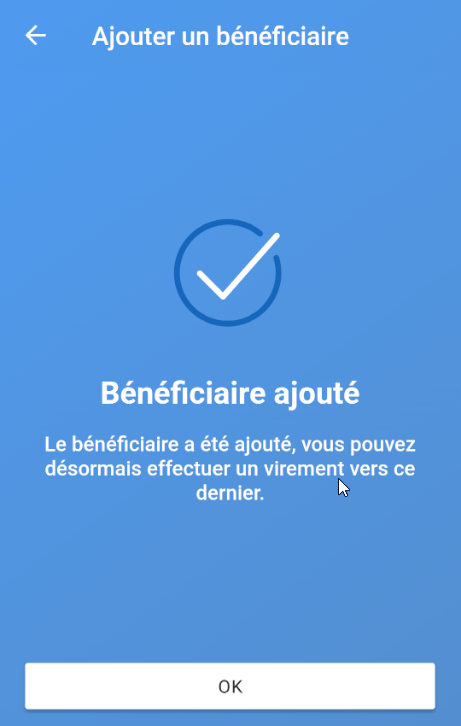 Ajouter un bénéficiaire
Bénéficiaire ajouté
Le bénéficiaire a été ajouté, vous pouvez
désormais effectuer un virement vers ce
dernier.
OK